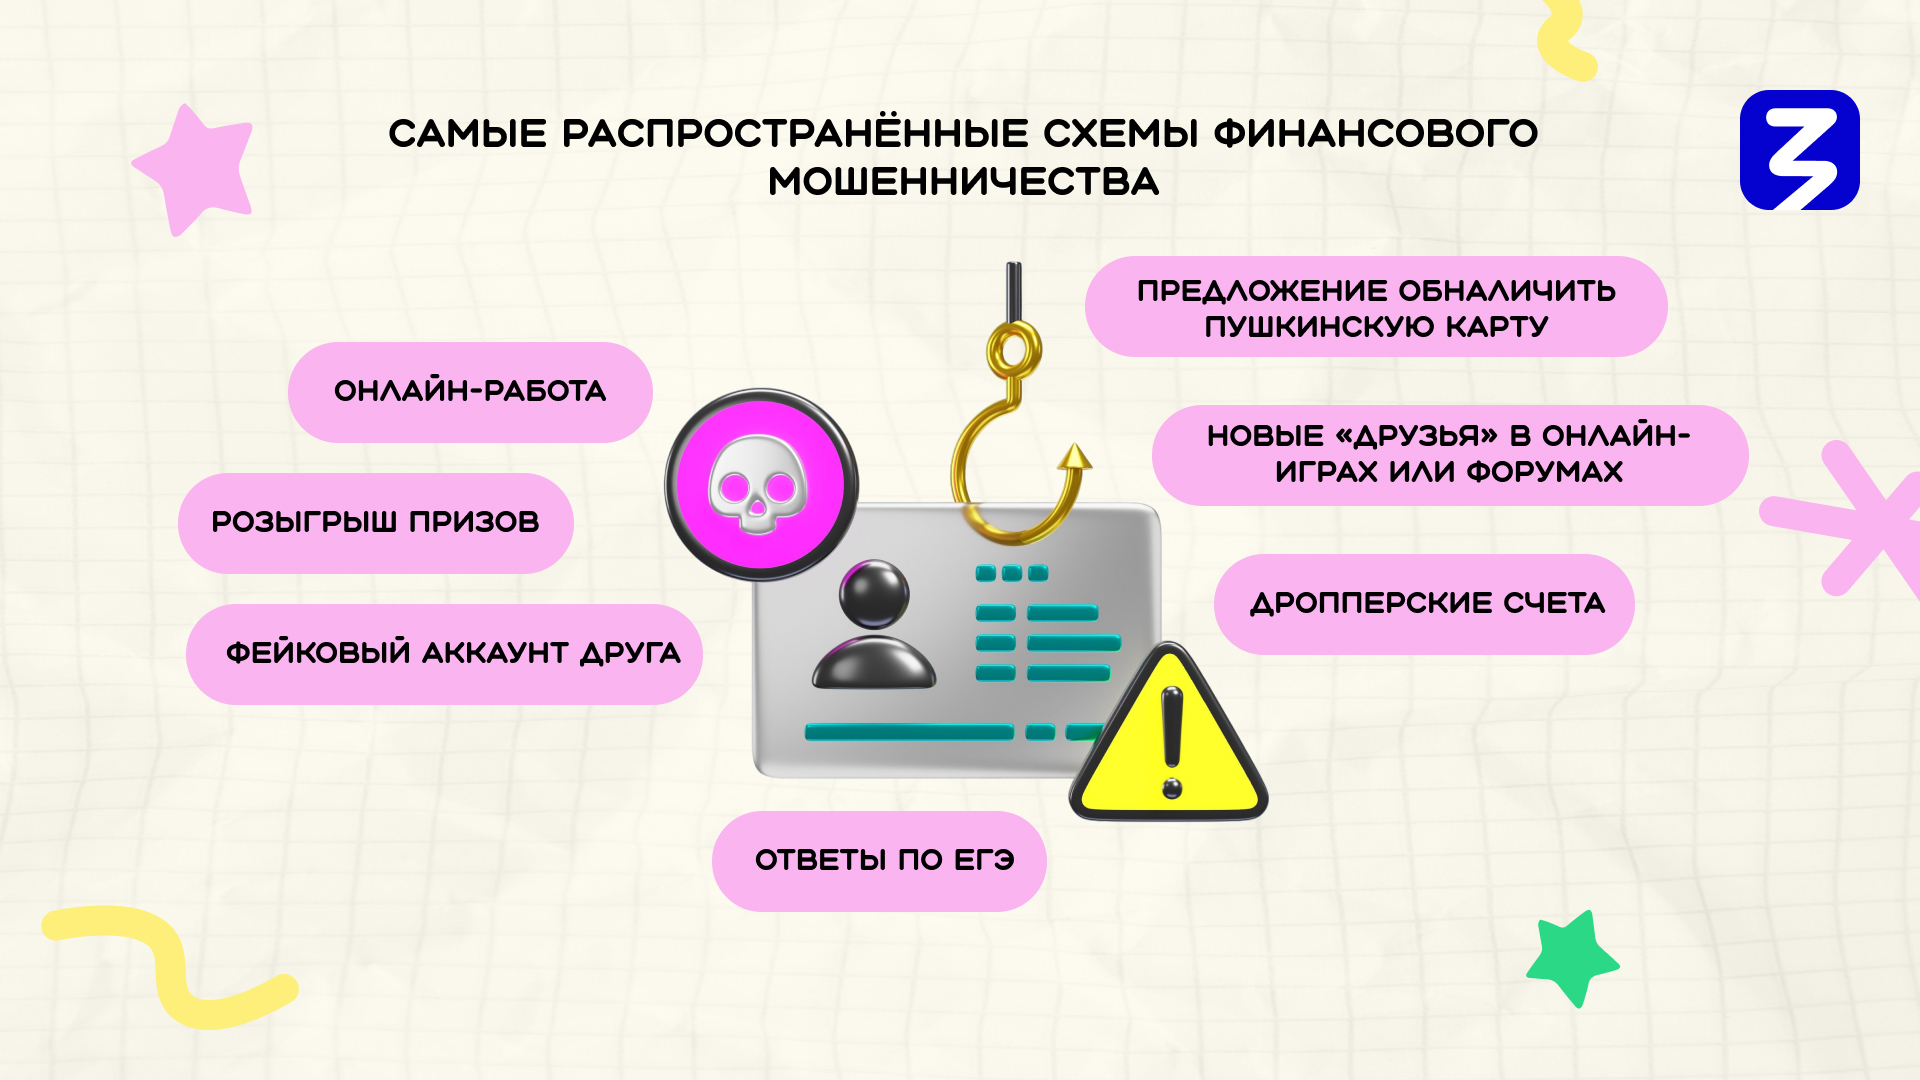 САМЫЕ РАСПРОСТРАНЁННЫЕ СХЕМЫ ФИНАНСОВОГО
МОШЕННИЧЕСТВА
ОНЛАЙН-РАБОТА
РОЗЫГРЫШ ПРИЗОВ
ФЕЙКОВЫЙ АККАУНТ ДРУГА
ПРЕДЛОЖЕНИЕ ОБНАЛИЧИТЬ
ПУШКИНСКУЮ КАРТУ
НОВЫЕ «ДРУЗЬЯ» В ОНЛАЙН-
ИГРАХ ИЛИ ФОРУМАХ
ДРОППЕРСКИЕ СЧЕТА
ОТВЕТЫ ПО ЕГЭ